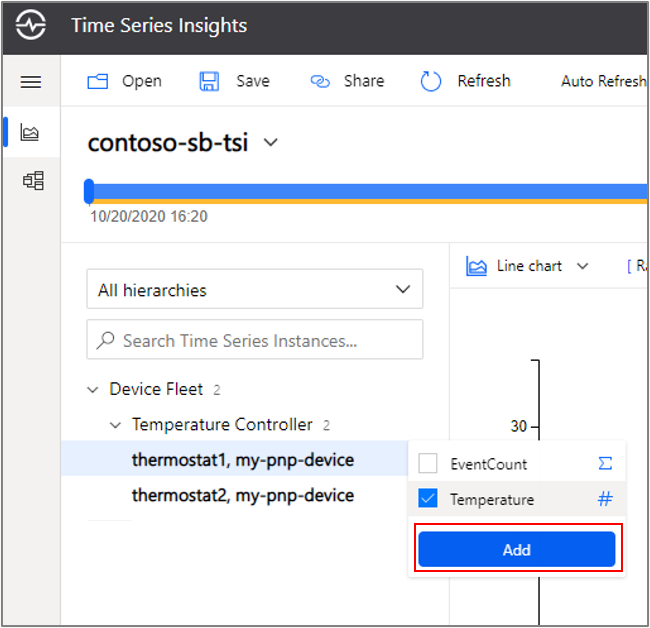 Time Series Insights
Open Save Share Refresh Auto Refresh
contoso-sb-tsi
10/20/2020 16:20
Line chart [ Ra
All hierarchies
Search Time Series Instances...
Device Fleet 2
Temperature Controller 2
30
thermostat1, my-pnp-device
EventCount Σ
thermostat2, my-pnp-device
Temperature #
Add